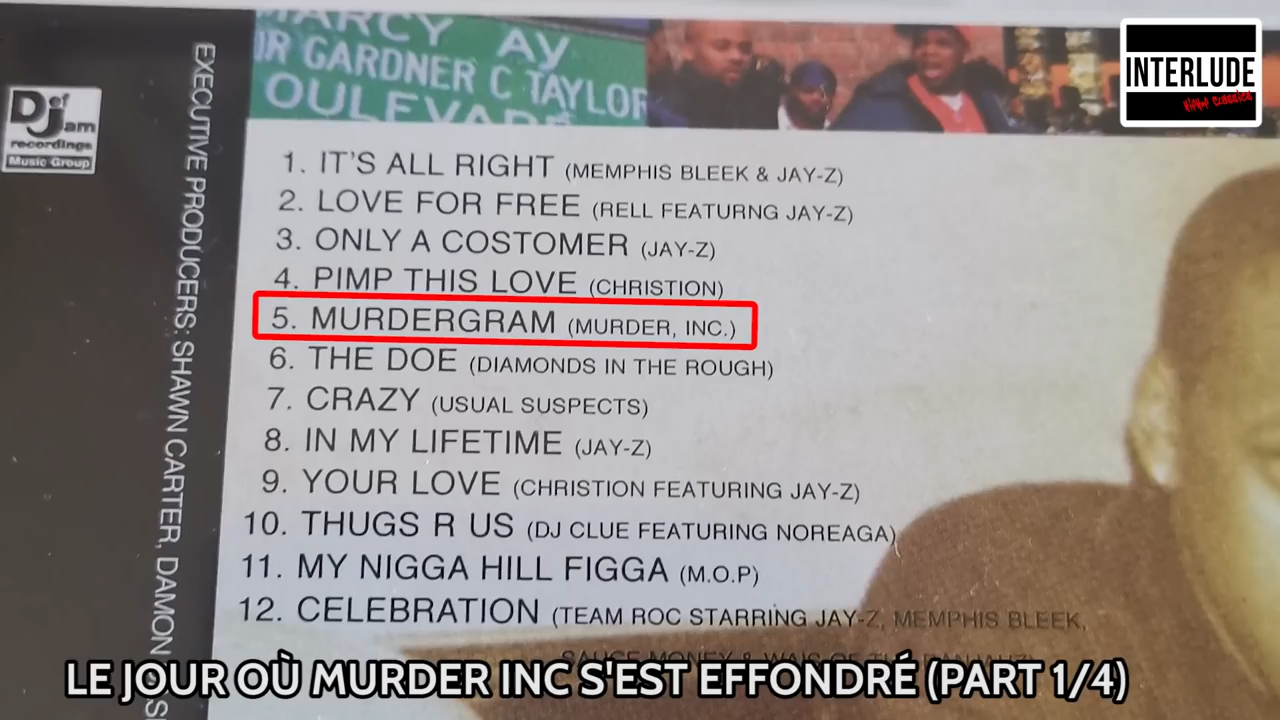 MARCY AV
DR GARDNER C TAYLOR
BOULEVARD
INTERLUDE
Def
Jam
recordings
Music Group
EXECUTIVE PRODUCERS: SHAWN CARTER, DAMON
1. IT'S ALL RIGHT (MEMPHIS BLEEK & JAY-Z)
2. LOVE FOR FREE (RELL FEATURNG JAY-Z)
3. ONLY A COSTOMER (JAY-Z)
4. PIMP THIS LOVE (CHRISTION)
5. MURDERGRAM (MURDER, INC.)
6. THE DOE (DIAMONDS IN THE ROUGH)
7. CRAZY (USUAL SUSPECTS)
8. IN MY LIFETIME (JAY-Z)
9. YOUR LOVE (CHRISTION FEATURING JAY-Z)
10. THUGS R US (DJ CLUE FEATURING NOREAGA)
11. MY NIGGA HILL FIGGA (M.O.P)
12. CELEBRATION (TEAM ROC STARRING JAY-Z, MEMPHIS BLEEK,
LE JOUR OÙ MURDER INC S'EST EFFONDRÉ (PART 1/4)